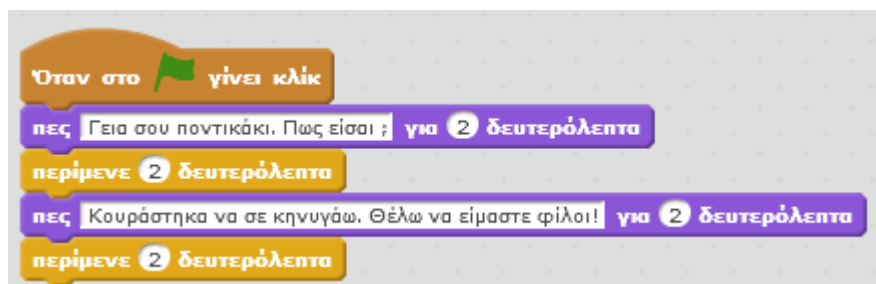 Όταν στο γίνει κλίκ
πες Γεια σου ποντικάκι. Πως είσαι ; για 2 δευτερόλεπτα
περίμενε 2 δευτερόλεπτα
πες Κουράστηκα να σε κηνυγάω. Θέλω να είμαστε φίλοι! για 2 δευτερόλεπτα
περίμενε 2 δευτερόλεπτα